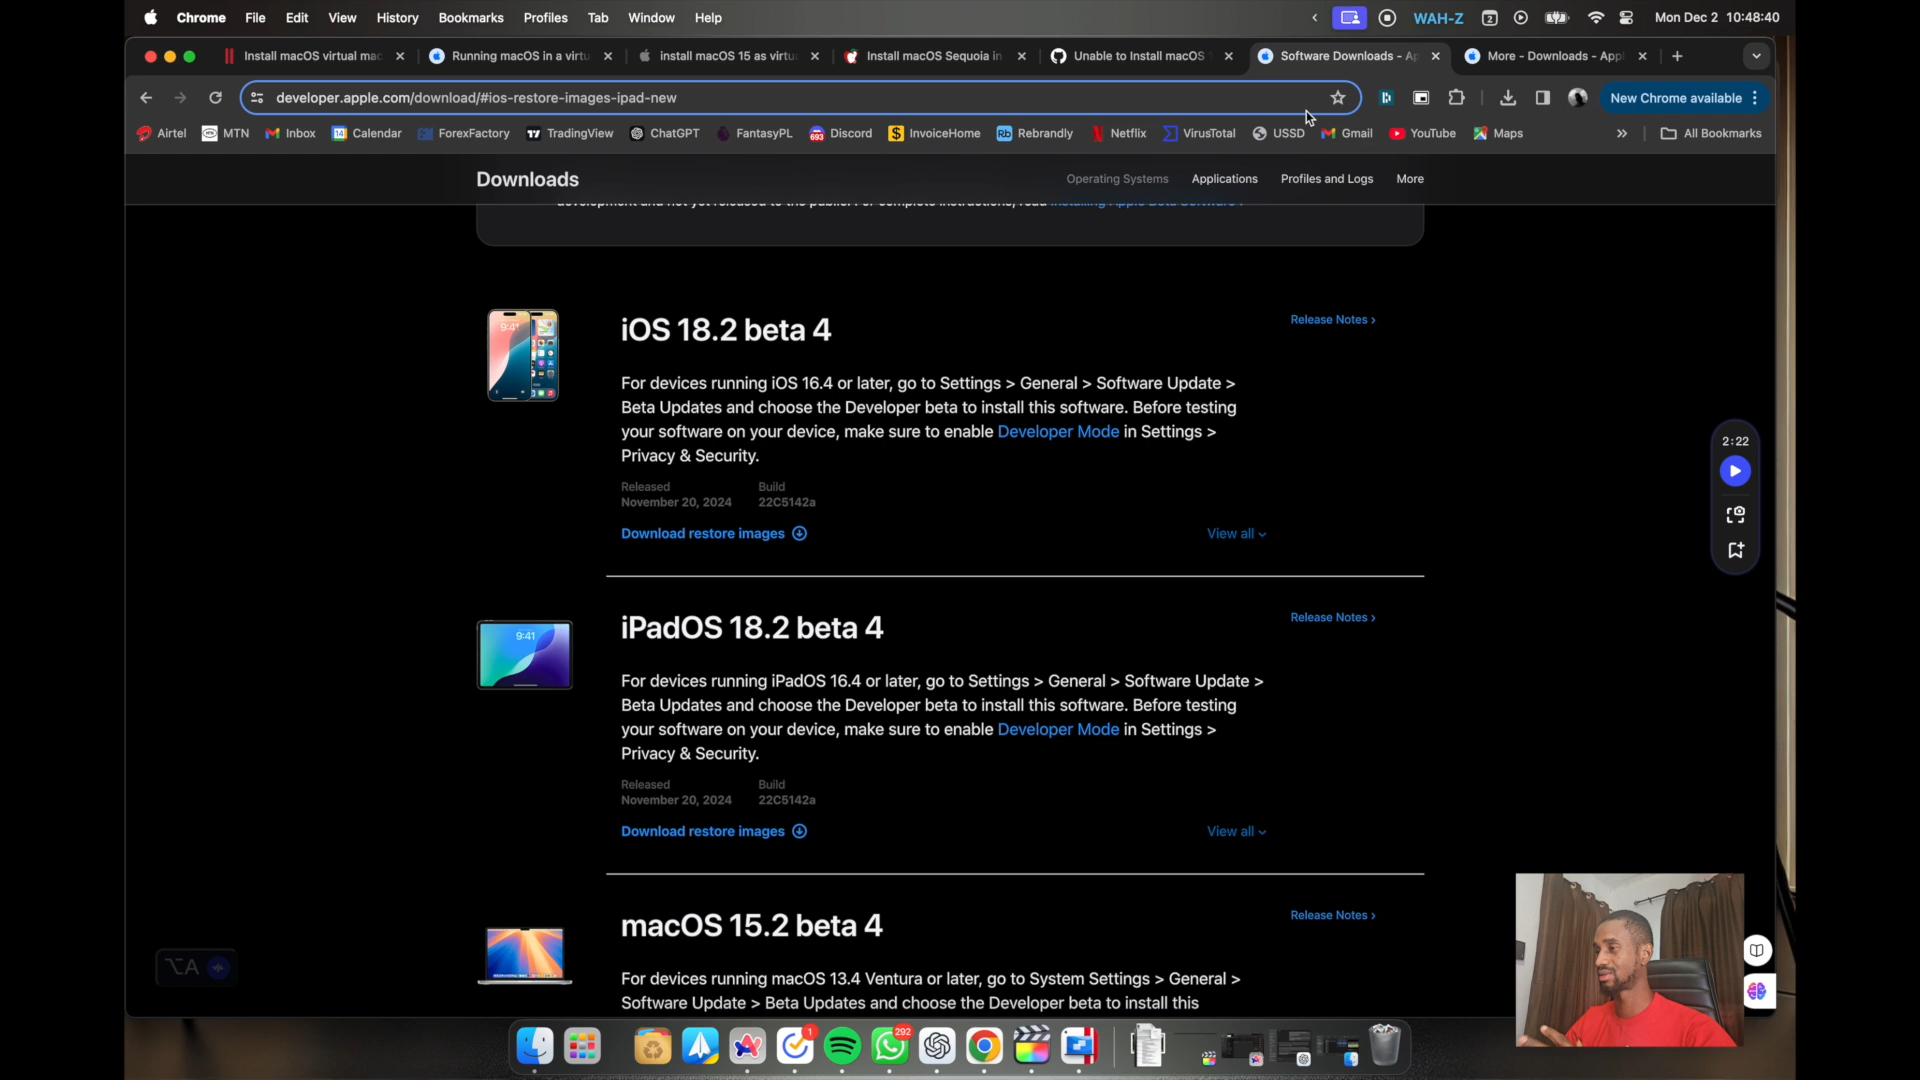 Chrome File Edit View History Bookmarks Profiles Tab Window Help
WAH-Z 2 Mon Dec 2 10:48:40
Install macOS virtual mac
Running macOS in a virtu
install macOS 15 as virtu
Install macOS Sequoia in
Unable to Install macOS
Software Downloads - Ap
More - Downloads - Appl
developer.apple.com/download/#ios-restore-images-ipad-new
New Chrome available
Airtel MTN Inbox Calendar ForexFactory TradingView ChatGPT FantasyPL Discord InvoiceHome Rebrandly Netflix VirusTotal USSD Gmail YouTube Maps
All Bookmarks
Downloads
Operating Systems Applications Profiles and Logs More
iOS 18.2 beta 4
Release Notes >
For devices running iOS 16.4 or later, go to Settings > General > Software Update >
Beta Updates and choose the Developer beta to install this software. Before testing
your software on your device, make sure to enable Developer Mode in Settings >
Privacy & Security.
Released Build
November 20, 2024 22C5142a
Download restore images
View all
iPadOS 18.2 beta 4
Release Notes >
9:41
For devices running iPadOS 16.4 or later, go to Settings > General > Software Update >
Beta Updates and choose the Developer beta to install this software. Before testing
your software on your device, make sure to enable Developer Mode in Settings >
Privacy & Security.
Released Build
November 20, 2024 22C5142a
Download restore images
View all
macOS 15.2 beta 4
Release Notes >
For devices running macOS 13.4 Ventura or later, go to System Settings > General >
Software Update > Beta Updates and choose the Developer beta to install this
2:22
⌥A
1
292